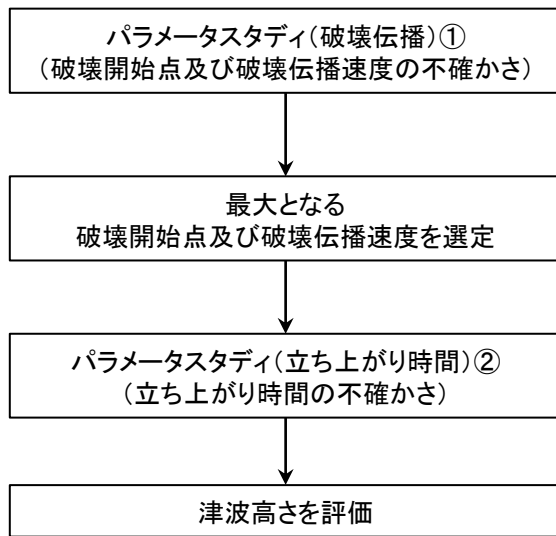 パラメータスタディ(破壊伝播)①
(破壊開始点及び破壊伝播速度の不確かさ)
最大となる
破壊開始点及び破壊伝播速度を選定
パラメータスタディ(立ち上がり時間)②
(立ち上がり時間の不確かさ)
津波高さを評価